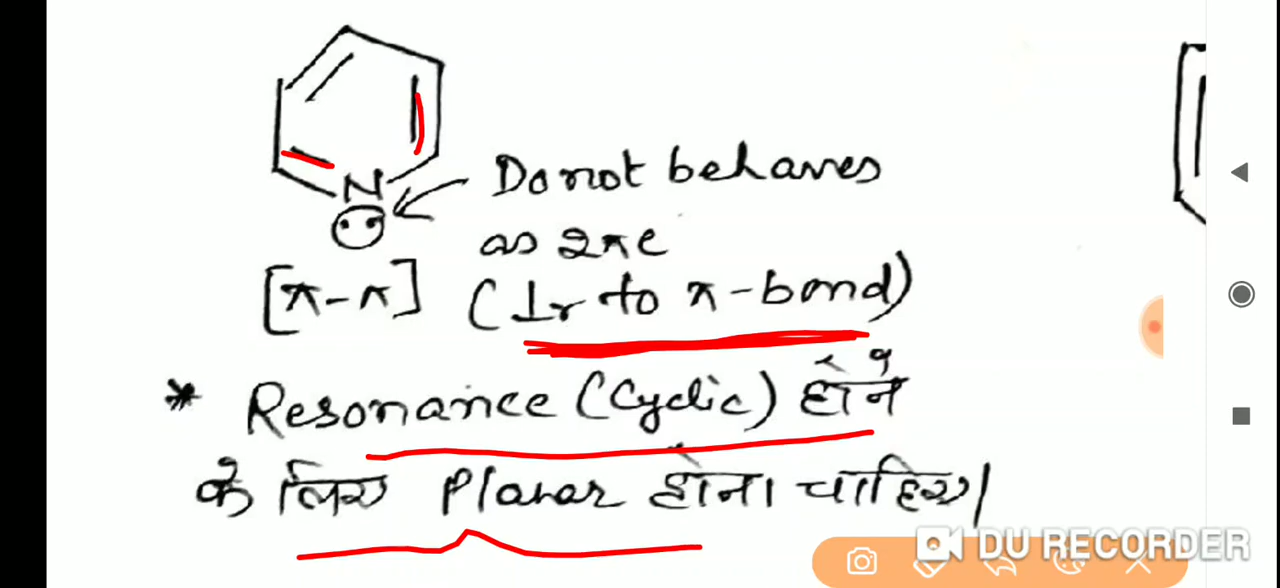 N
Do not behaves
as 2πe
[π-π] (⊥r to π-bond)
* Resonance (Cyclic) होने
के लिए Planar होना चाहिए।
DU RECORDER